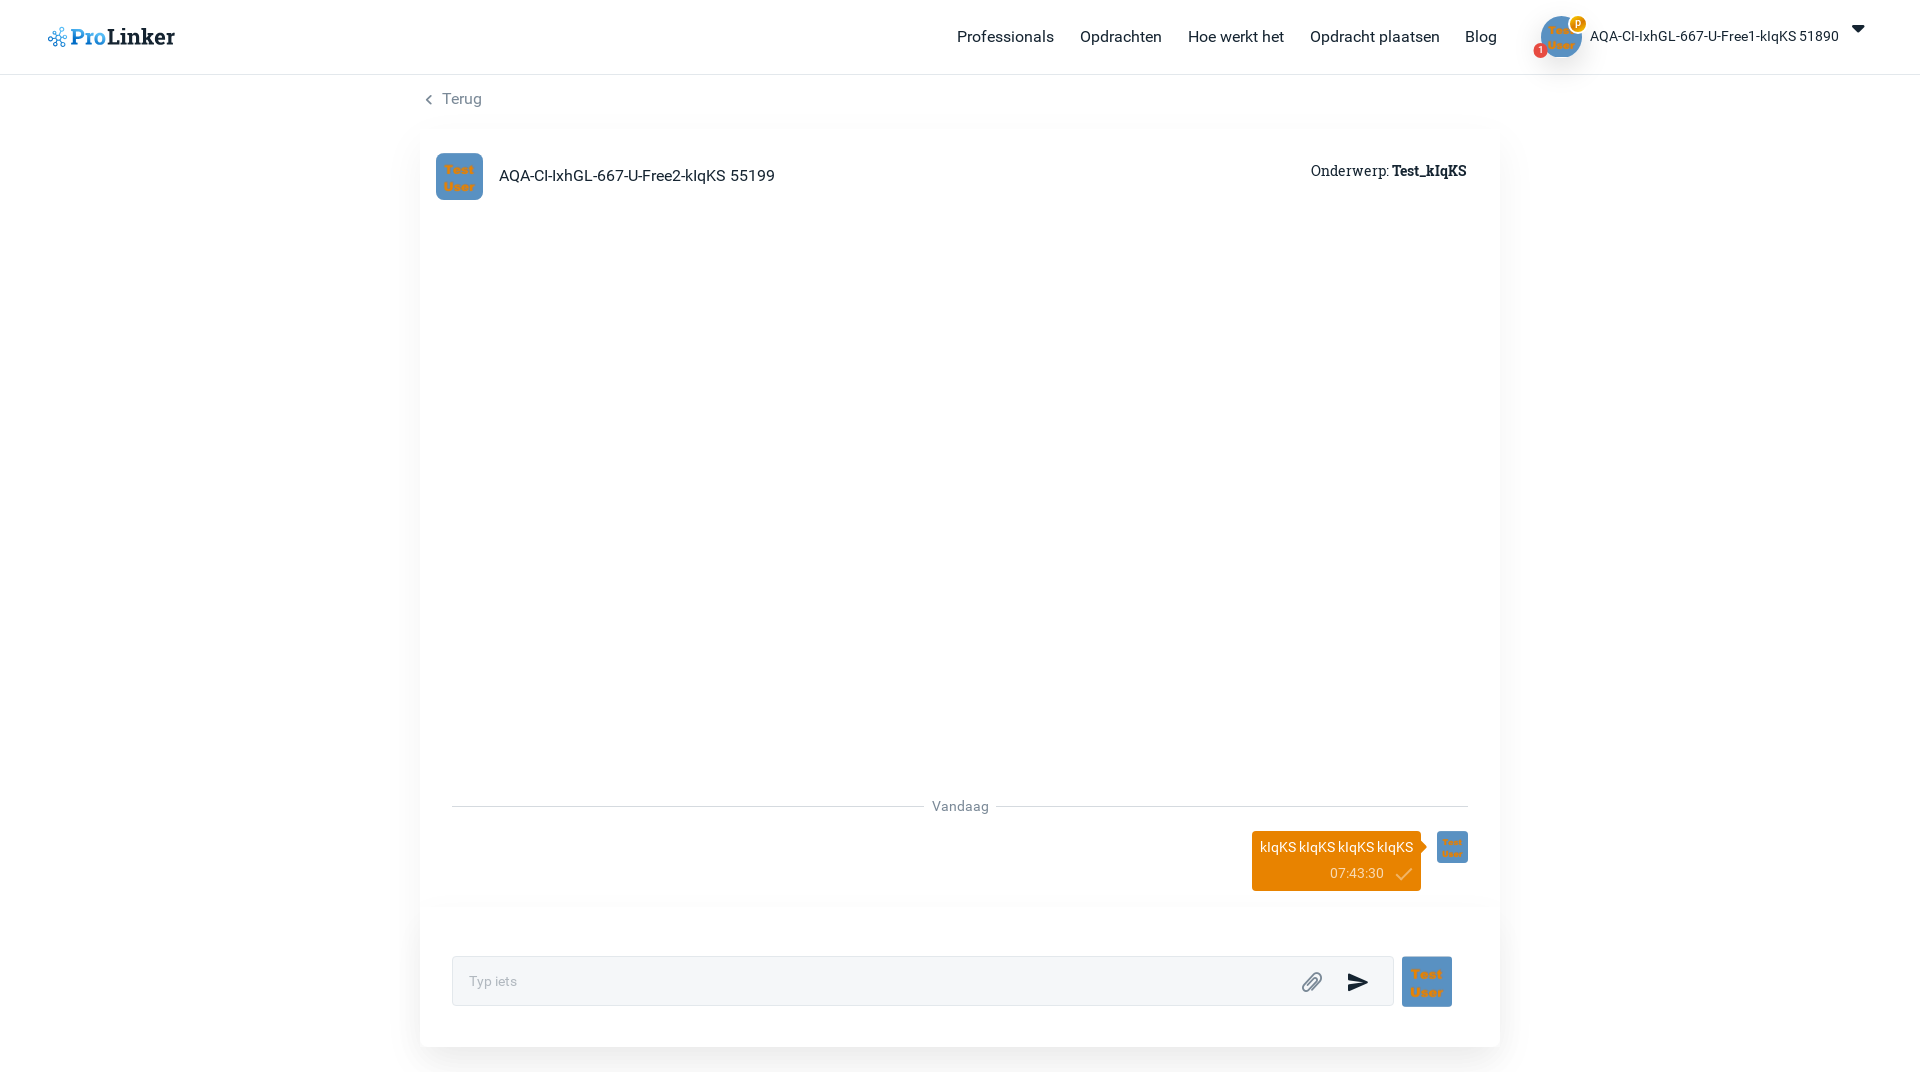 ProLinker
Professionals
Opdrachten
Hoe werkt het
Opdracht plaatsen
Blog
Test
User
P
1
AQA-CI-IxhGL-667-U-Free1-kIqKS 51890
Terug
Test
User
AQA-CI-IxhGL-667-U-Free2-kIqKS 55199
Onderwerp: Test_kIqKS
Vandaag
kIqKS kIqKS kIqKS kIqKS
07:43:30
Test
User
Typ iets
Test
User